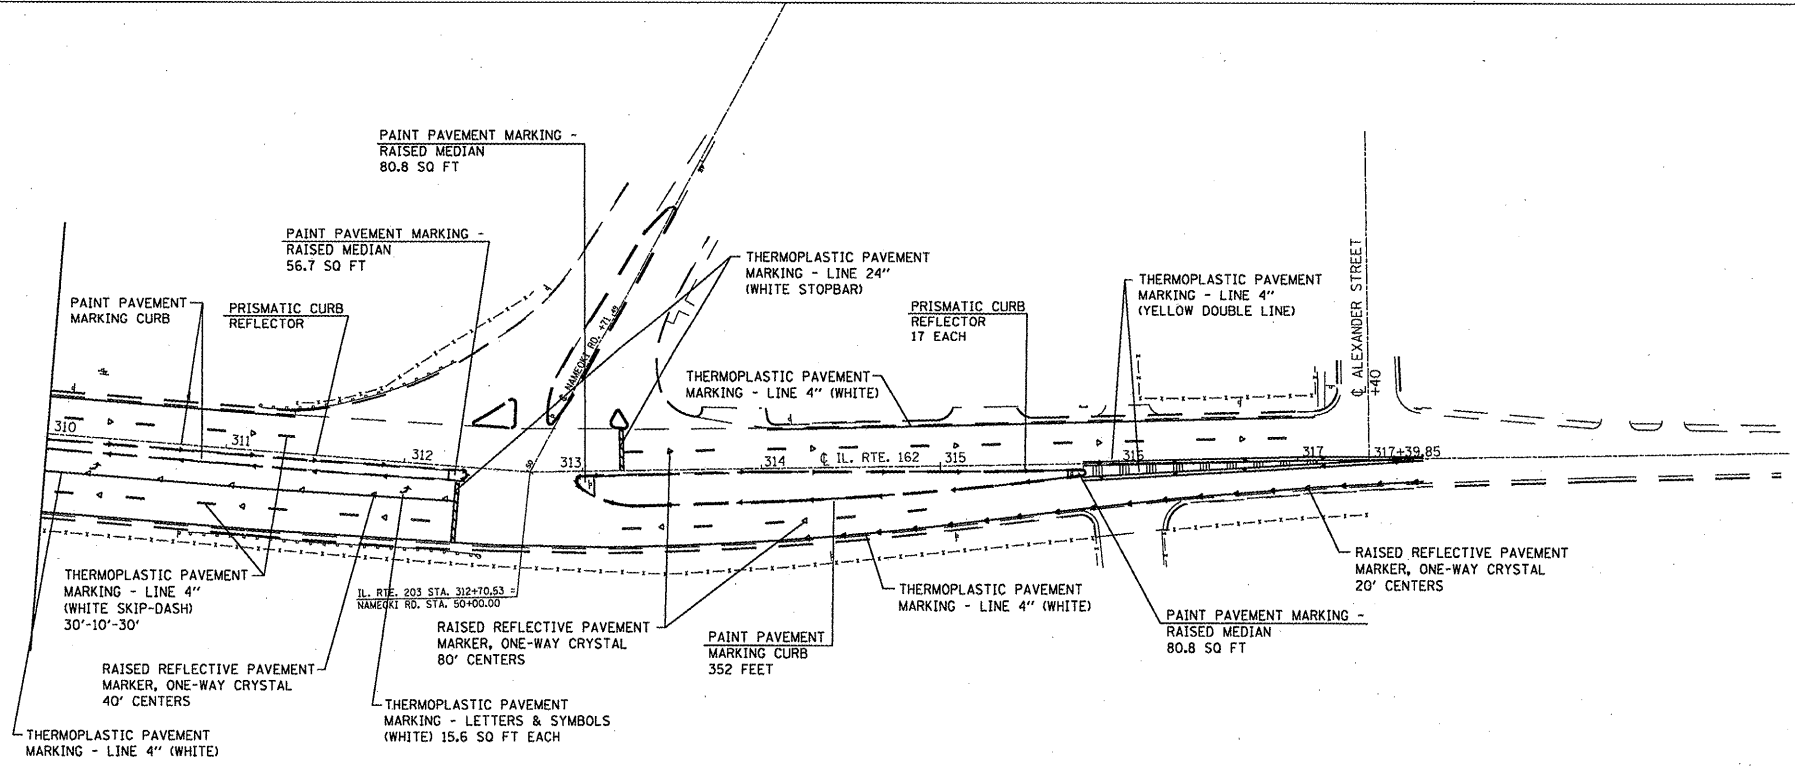 PAINT PAVEMENT MARKING -
RAISED MEDIAN
80.8 SQ FT
PAINT PAVEMENT MARKING -
RAISED MEDIAN
56.7 SQ FT
THERMOPLASTIC PAVEMENT
MARKING - LINE 24"
(WHITE STOPBAR)
THERMOPLASTIC PAVEMENT
MARKING - LINE 4"
(YELLOW DOUBLE LINE)
PAINT PAVEMENT
MARKING CURB
PRISMATIC CURB
REFLECTOR
PRISMATIC CURB
REFLECTOR
17 EACH
℄ ALEXANDER STREET
+40
THERMOPLASTIC PAVEMENT
MARKING - LINE 4" (WHITE)
NAMEOKI RD.
310
311
312
313
314
℄ IL. RTE. 162
315
316
317
317+39.85
50
THERMOPLASTIC PAVEMENT
MARKING - LINE 4"
(WHITE SKIP-DASH)
30'-10'-30'
IL. RTE. 203 STA. 312+70.53 =
NAMEOKI RD. STA. 50+00.00
RAISED REFLECTIVE PAVEMENT
MARKER, ONE-WAY CRYSTAL
80' CENTERS
PAINT PAVEMENT
MARKING CURB
352 FEET
THERMOPLASTIC PAVEMENT
MARKING - LINE 4" (WHITE)
RAISED REFLECTIVE PAVEMENT
MARKER, ONE-WAY CRYSTAL
20' CENTERS
PAINT PAVEMENT MARKING -
RAISED MEDIAN
80.8 SQ FT
RAISED REFLECTIVE PAVEMENT
MARKER, ONE-WAY CRYSTAL
40' CENTERS
THERMOPLASTIC PAVEMENT
MARKING - LETTERS & SYMBOLS
(WHITE) 15.6 SQ FT EACH
THERMOPLASTIC PAVEMENT
MARKING - LINE 4" (WHITE)